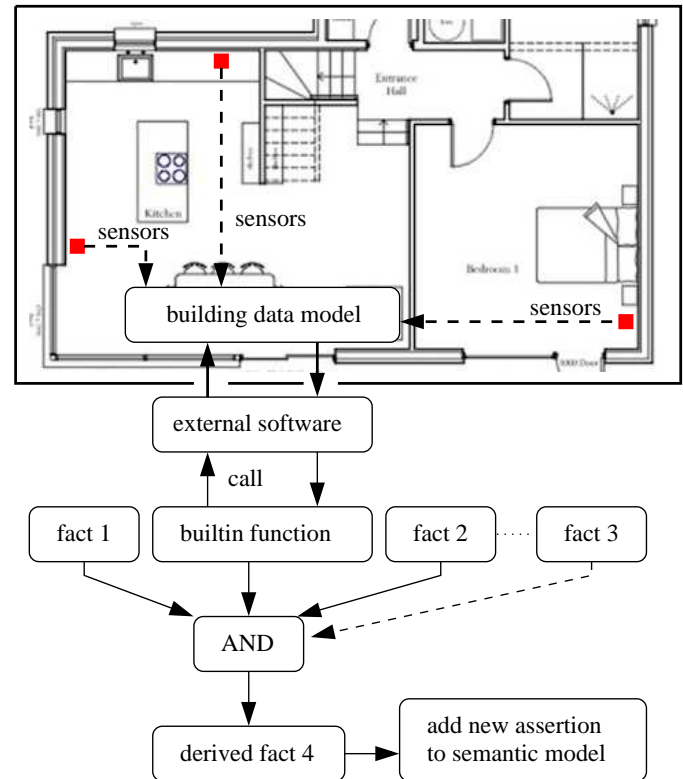 Entrance
Hall
Kitchen
sensors
sensors
Bedroom 1
sensors
building data model
external software
call
fact 1
builtin function
fact 2
fact 3
AND
derived fact 4
add new assertion
to semantic model